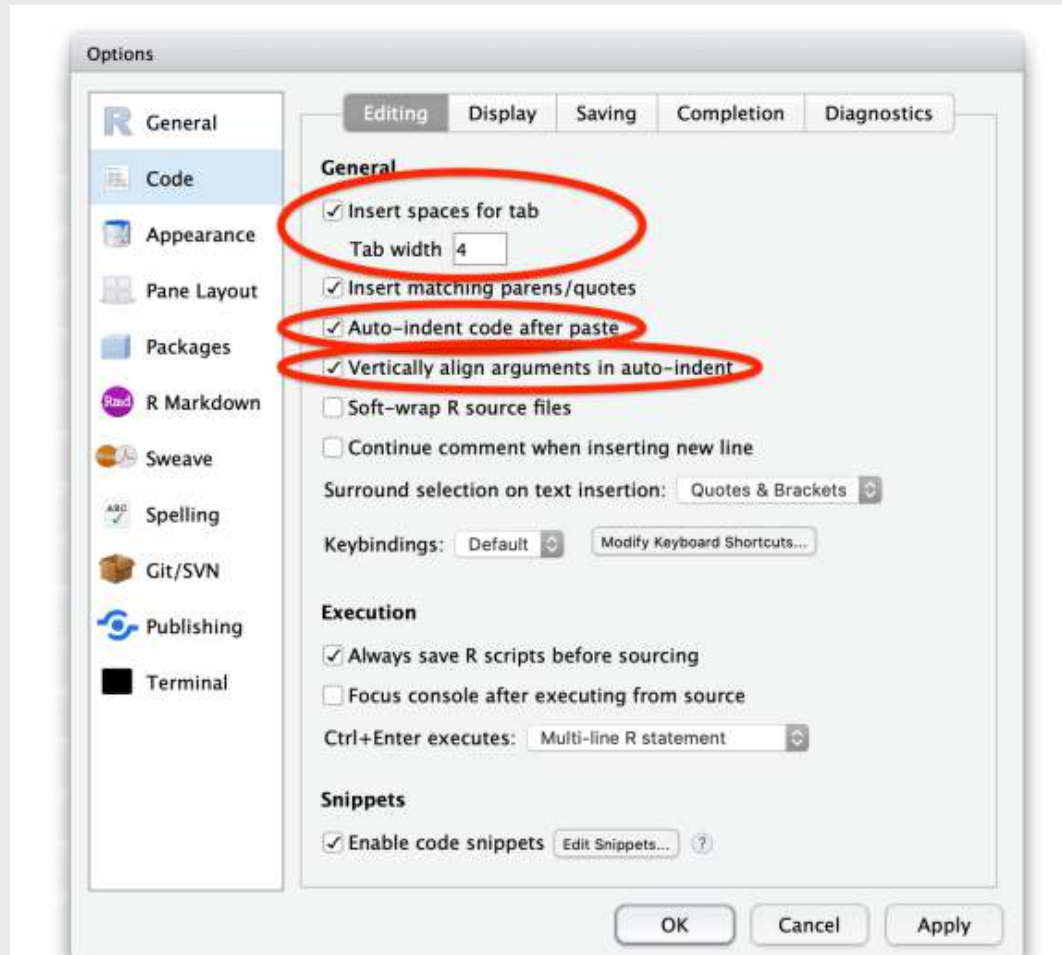 Options
General
Code
Appearance
Pane Layout
Packages
Rmd R Markdown
Sweave
ABC Spelling
Git/SVN
Publishing
Terminal
Editing Display Saving Completion Diagnostics
General
Insert spaces for tab
Tab width 4
Insert matching parens/quotes
Auto-indent code after paste
Vertically align arguments in auto-indent
Soft-wrap R source files
Continue comment when inserting new line
Surround selection on text insertion: Quotes & Brackets
Keybindings: Default Modify Keyboard Shortcuts...
Execution
Always save R scripts before sourcing
Focus console after executing from source
Ctrl+Enter executes: Multi-line R statement
Snippets
Enable code snippets Edit Snippets... ?
OK Cancel Apply